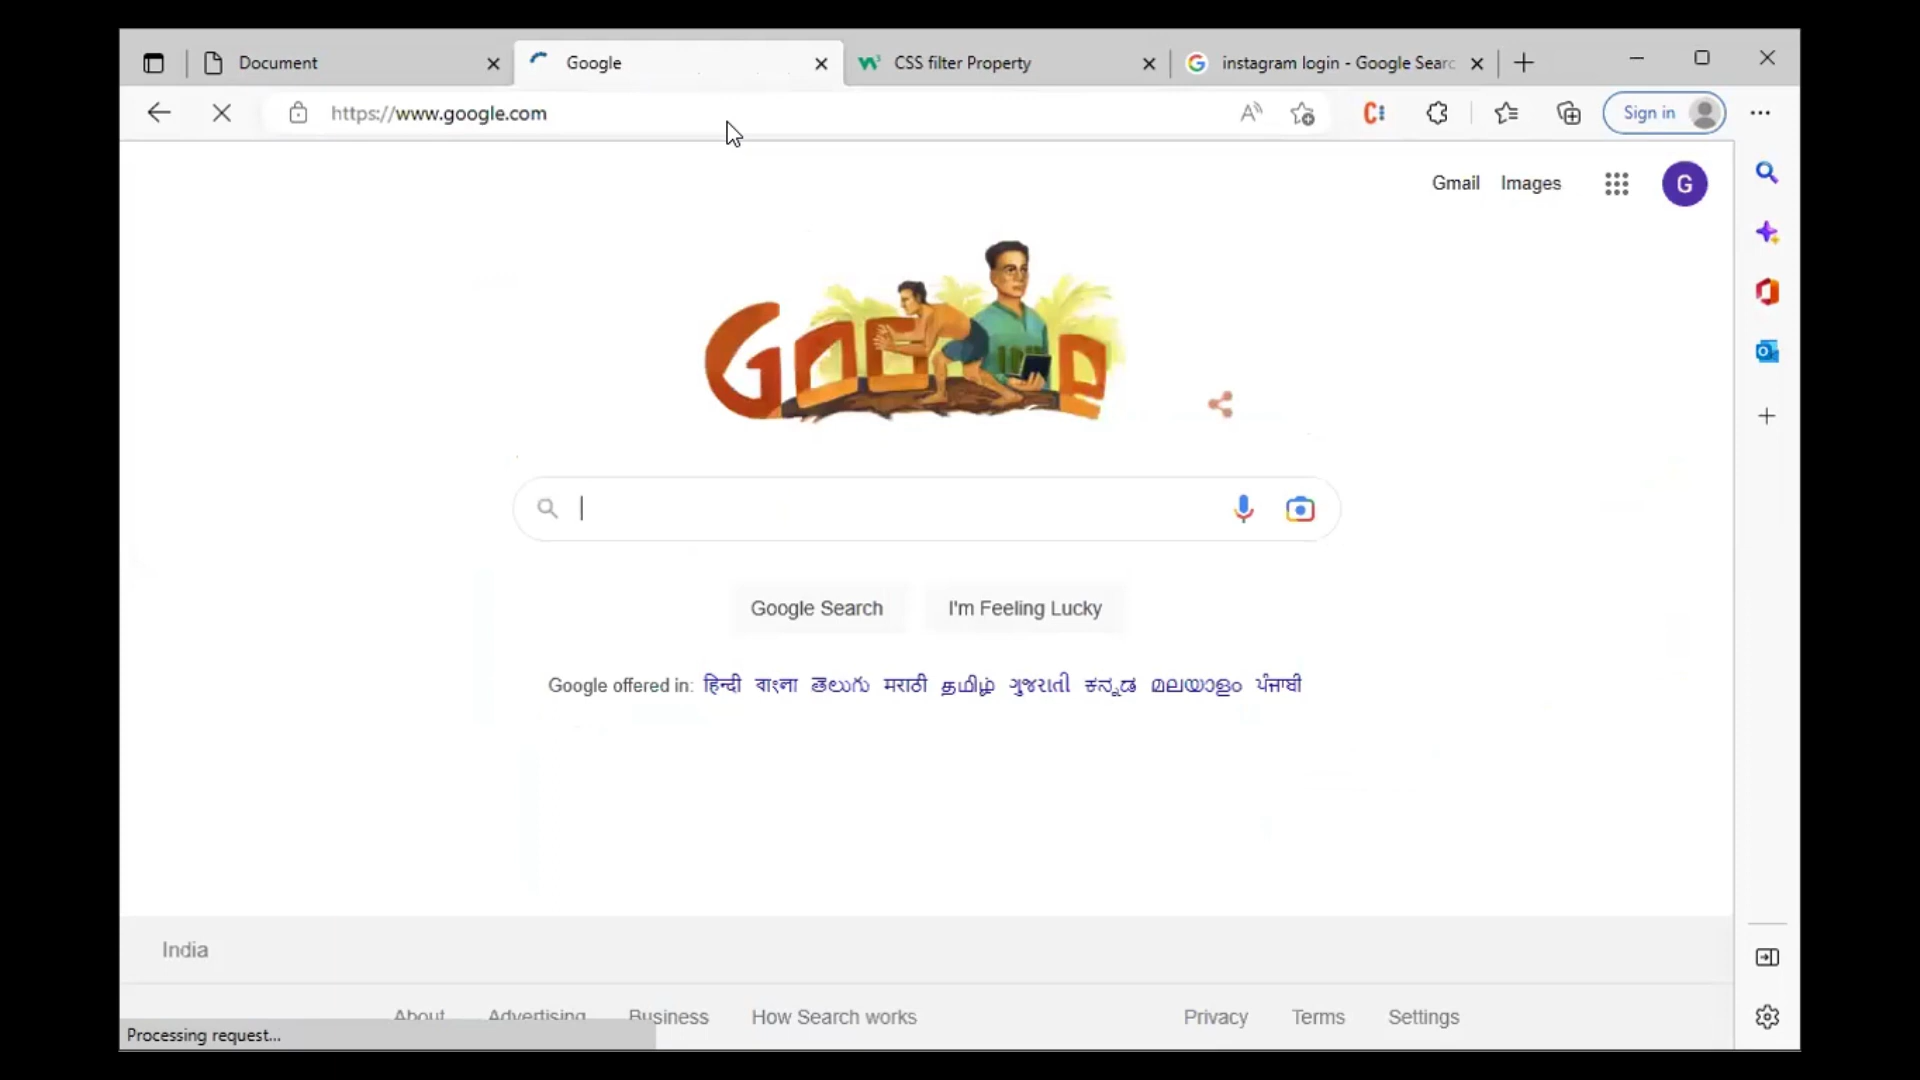 Document
Google
CSS filter Property
instagram login - Google Searc
https://www.google.com
Sign in
Gmail
Images
G
Google
Google Search
I'm Feeling Lucky
Google offered in: हिन्दी বাংলা తెలుగు मराठी தமிழ் ગુજરાતી ಕನ್ನಡ മലയാളം ਪੰਜਾਬੀ
India
About
Advertising
Business
How Search works
Privacy
Terms
Settings
Processing request...